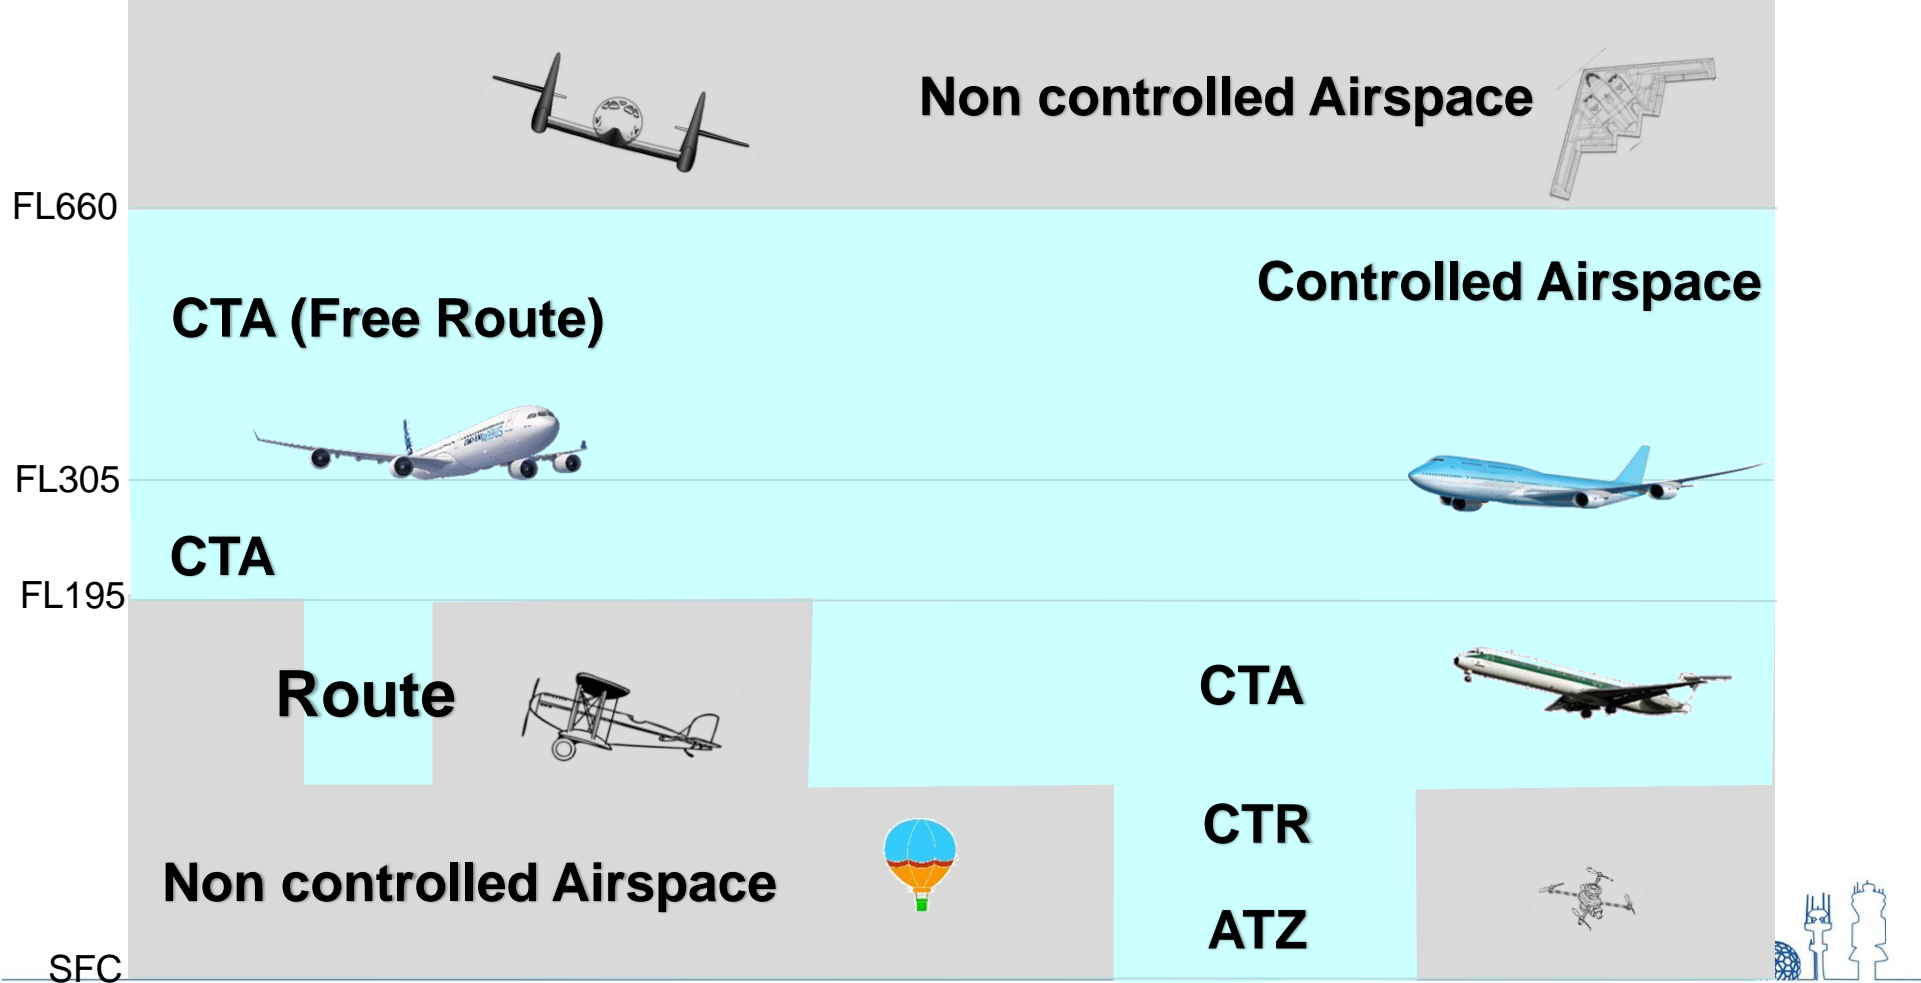 Non controlled Airspace
FL660
Controlled Airspace
CTA (Free Route)
FL305
CTA
FL195
Route
CTA
CTR
Non controlled Airspace
ATZ
SFC